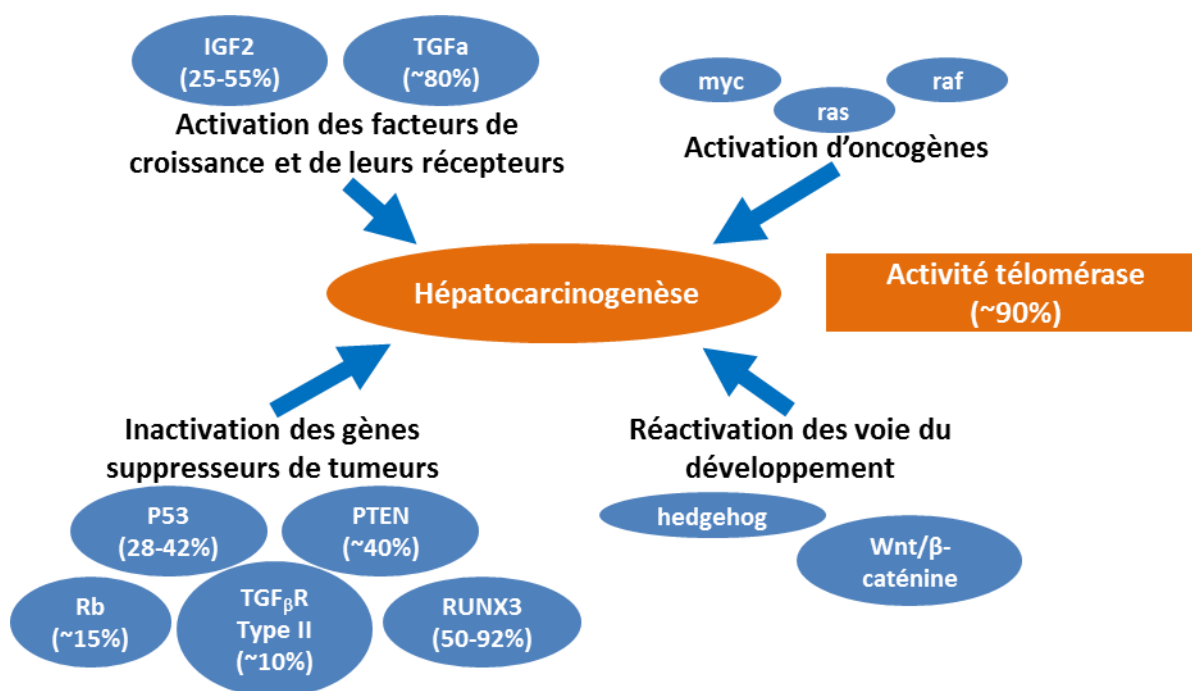 IGF2
(25-55%)
TGFa
(~80%)
Activation des facteurs de
croissance et de leurs récepteurs
myc
ras
raf
Activation d’oncogènes
Hépatocarcinogenèse
Activité télomérase
(~90%)
Inactivation des gènes
suppresseurs de tumeurs
P53
(28-42%)
PTEN
(~40%)
Rb
(~15%)
TGFβR
Type II
(~10%)
RUNX3
(50-92%)
Réactivation des voie du
développement
hedgehog
Wnt/β-
caténine